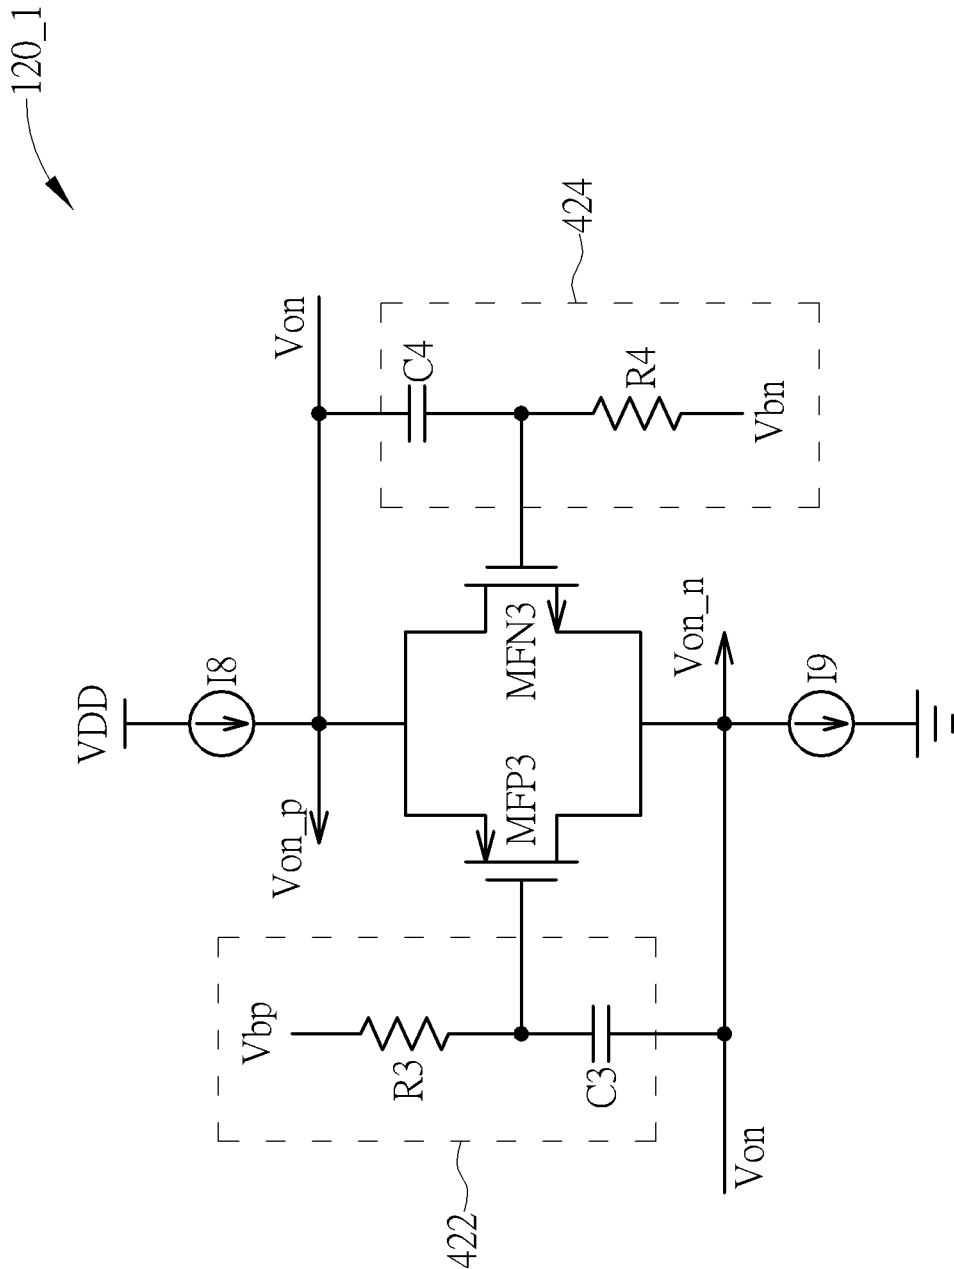 120_1
VDD
I8
Von_p
Von
Vbp
R3
C3
422
MFP3
MFN3
C4
R4
Vbn
424
Von
Von_n
I9